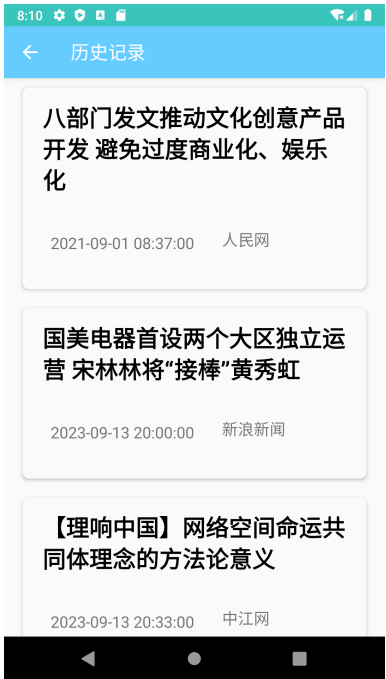 8:10
历史记录
八部门发文推动文化创意产品
开发 避免过度商业化、娱乐
化
2021-09-01 08:37:00 人民网
国美电器首设两个大区独立运
营 宋林林将“接棒”黄秀虹
2023-09-13 20:00:00 新浪新闻
【理响中国】网络空间命运共
同体理念的方法论意义
2023-09-13 20:33:00 中江网